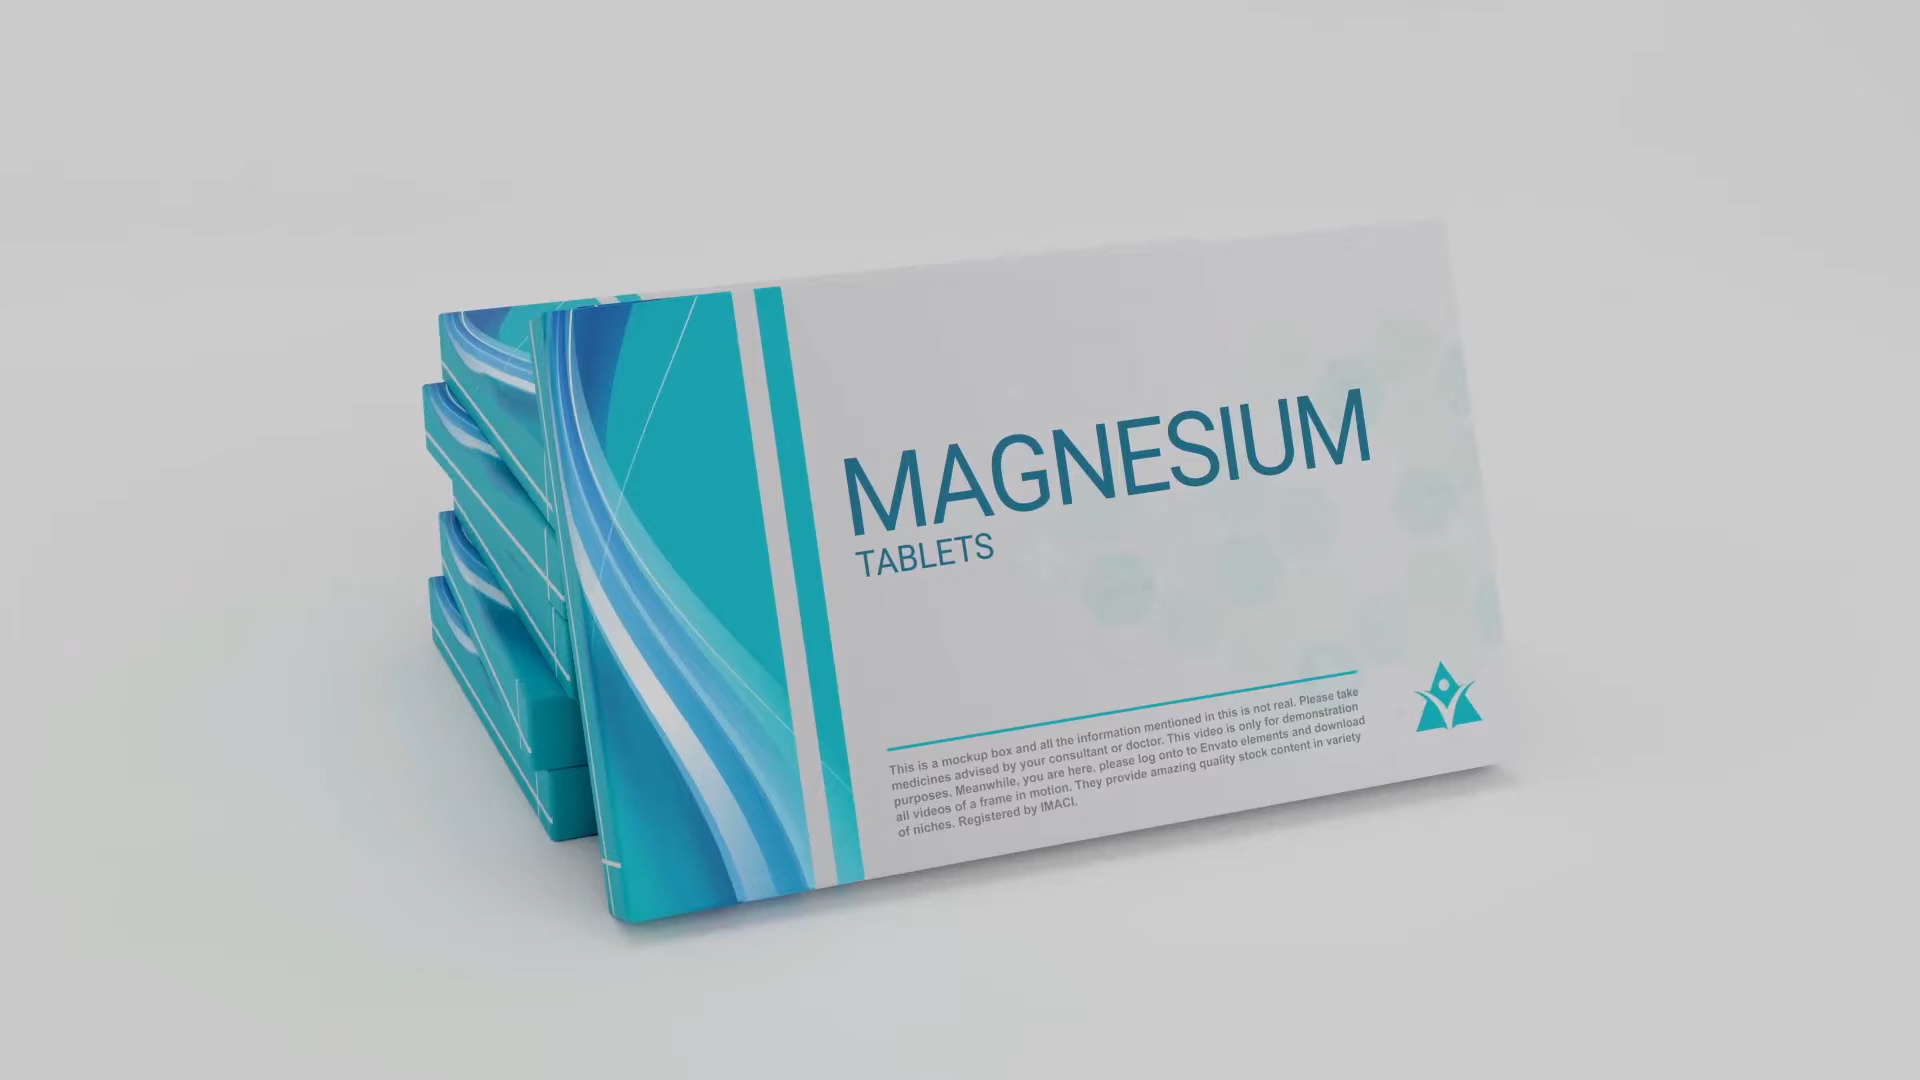 MAGNESIUM
TABLETS
This is a mockup box and all the information mentioned in this is not real. Please take
medicines advised by your consultant or doctor. This video is only for demonstration
purposes. Meanwhile, you are here, please log onto to Envato elements and download
all videos of a frame in motion. They provide amazing quality stock content in variety
of niches. Registered by IMACI.